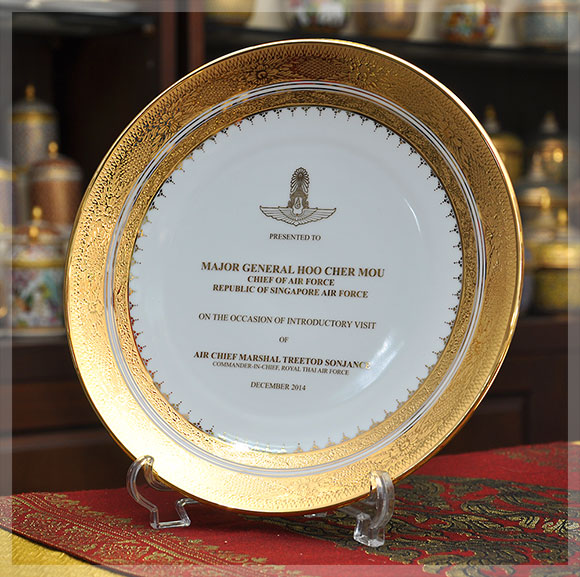 PRESENTED TO
MAJOR GENERAL HOO CHER MOU
CHIEF OF AIR FORCE
REPUBLIC OF SINGAPORE AIR FORCE
ON THE OCCASION OF INTRODUCTORY VISIT
OF
AIR CHIEF MARSHAL TREETOD SONJANCE
COMMANDER-IN-CHIEF, ROYAL THAI AIR FORCE
DECEMBER 2014